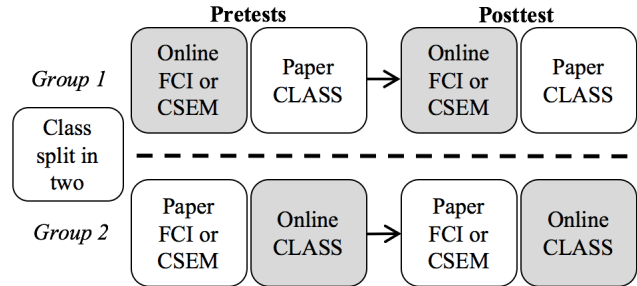 Pretests
Posttest
Group 1
Online
FCI or
CSEM
Paper
CLASS
Online
FCI or
CSEM
Paper
CLASS
Class
split in
two
Group 2
Paper
FCI or
CSEM
Online
CLASS
Paper
FCI or
CSEM
Online
CLASS